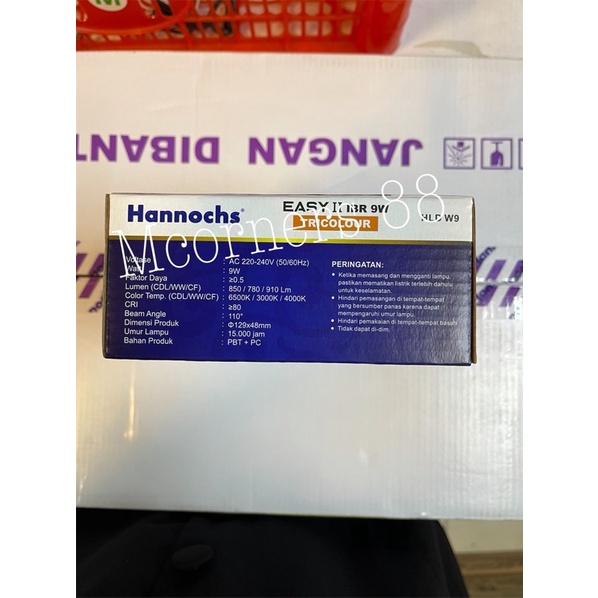 JANGAN DIBANT
Hannochs
EASY II IBR 9W
TRICOLOUR
HLD W9
Mcorners 88
Voltase : AC 220-240V (50/60Hz)
Watt : 9W
Faktor Daya : ≥0.5
Lumen (CDL/WW/CF) : 850 / 780 / 910 Lm
Color Temp. (CDL/WW/CF) : 6500K / 3000K / 4000K
CRI : ≥80
Beam Angle : 110°
Dimensi Produk : Φ129x48mm
Umur Lampu : 15.000 jam
Bahan Produk : PBT + PC
PERINGATAN:
• Ketika memasang dan mengganti lampu,
pastikan mematikan listrik terlebih dahulu
untuk keselamatan.
• Hindari pemasangan di tempat-tempat
yang bersumber panas karena dapat
mempengaruhi umur lampu.
• Hindari pemakaian di tempat-tempat basah
• Tidak dapat di-dim.